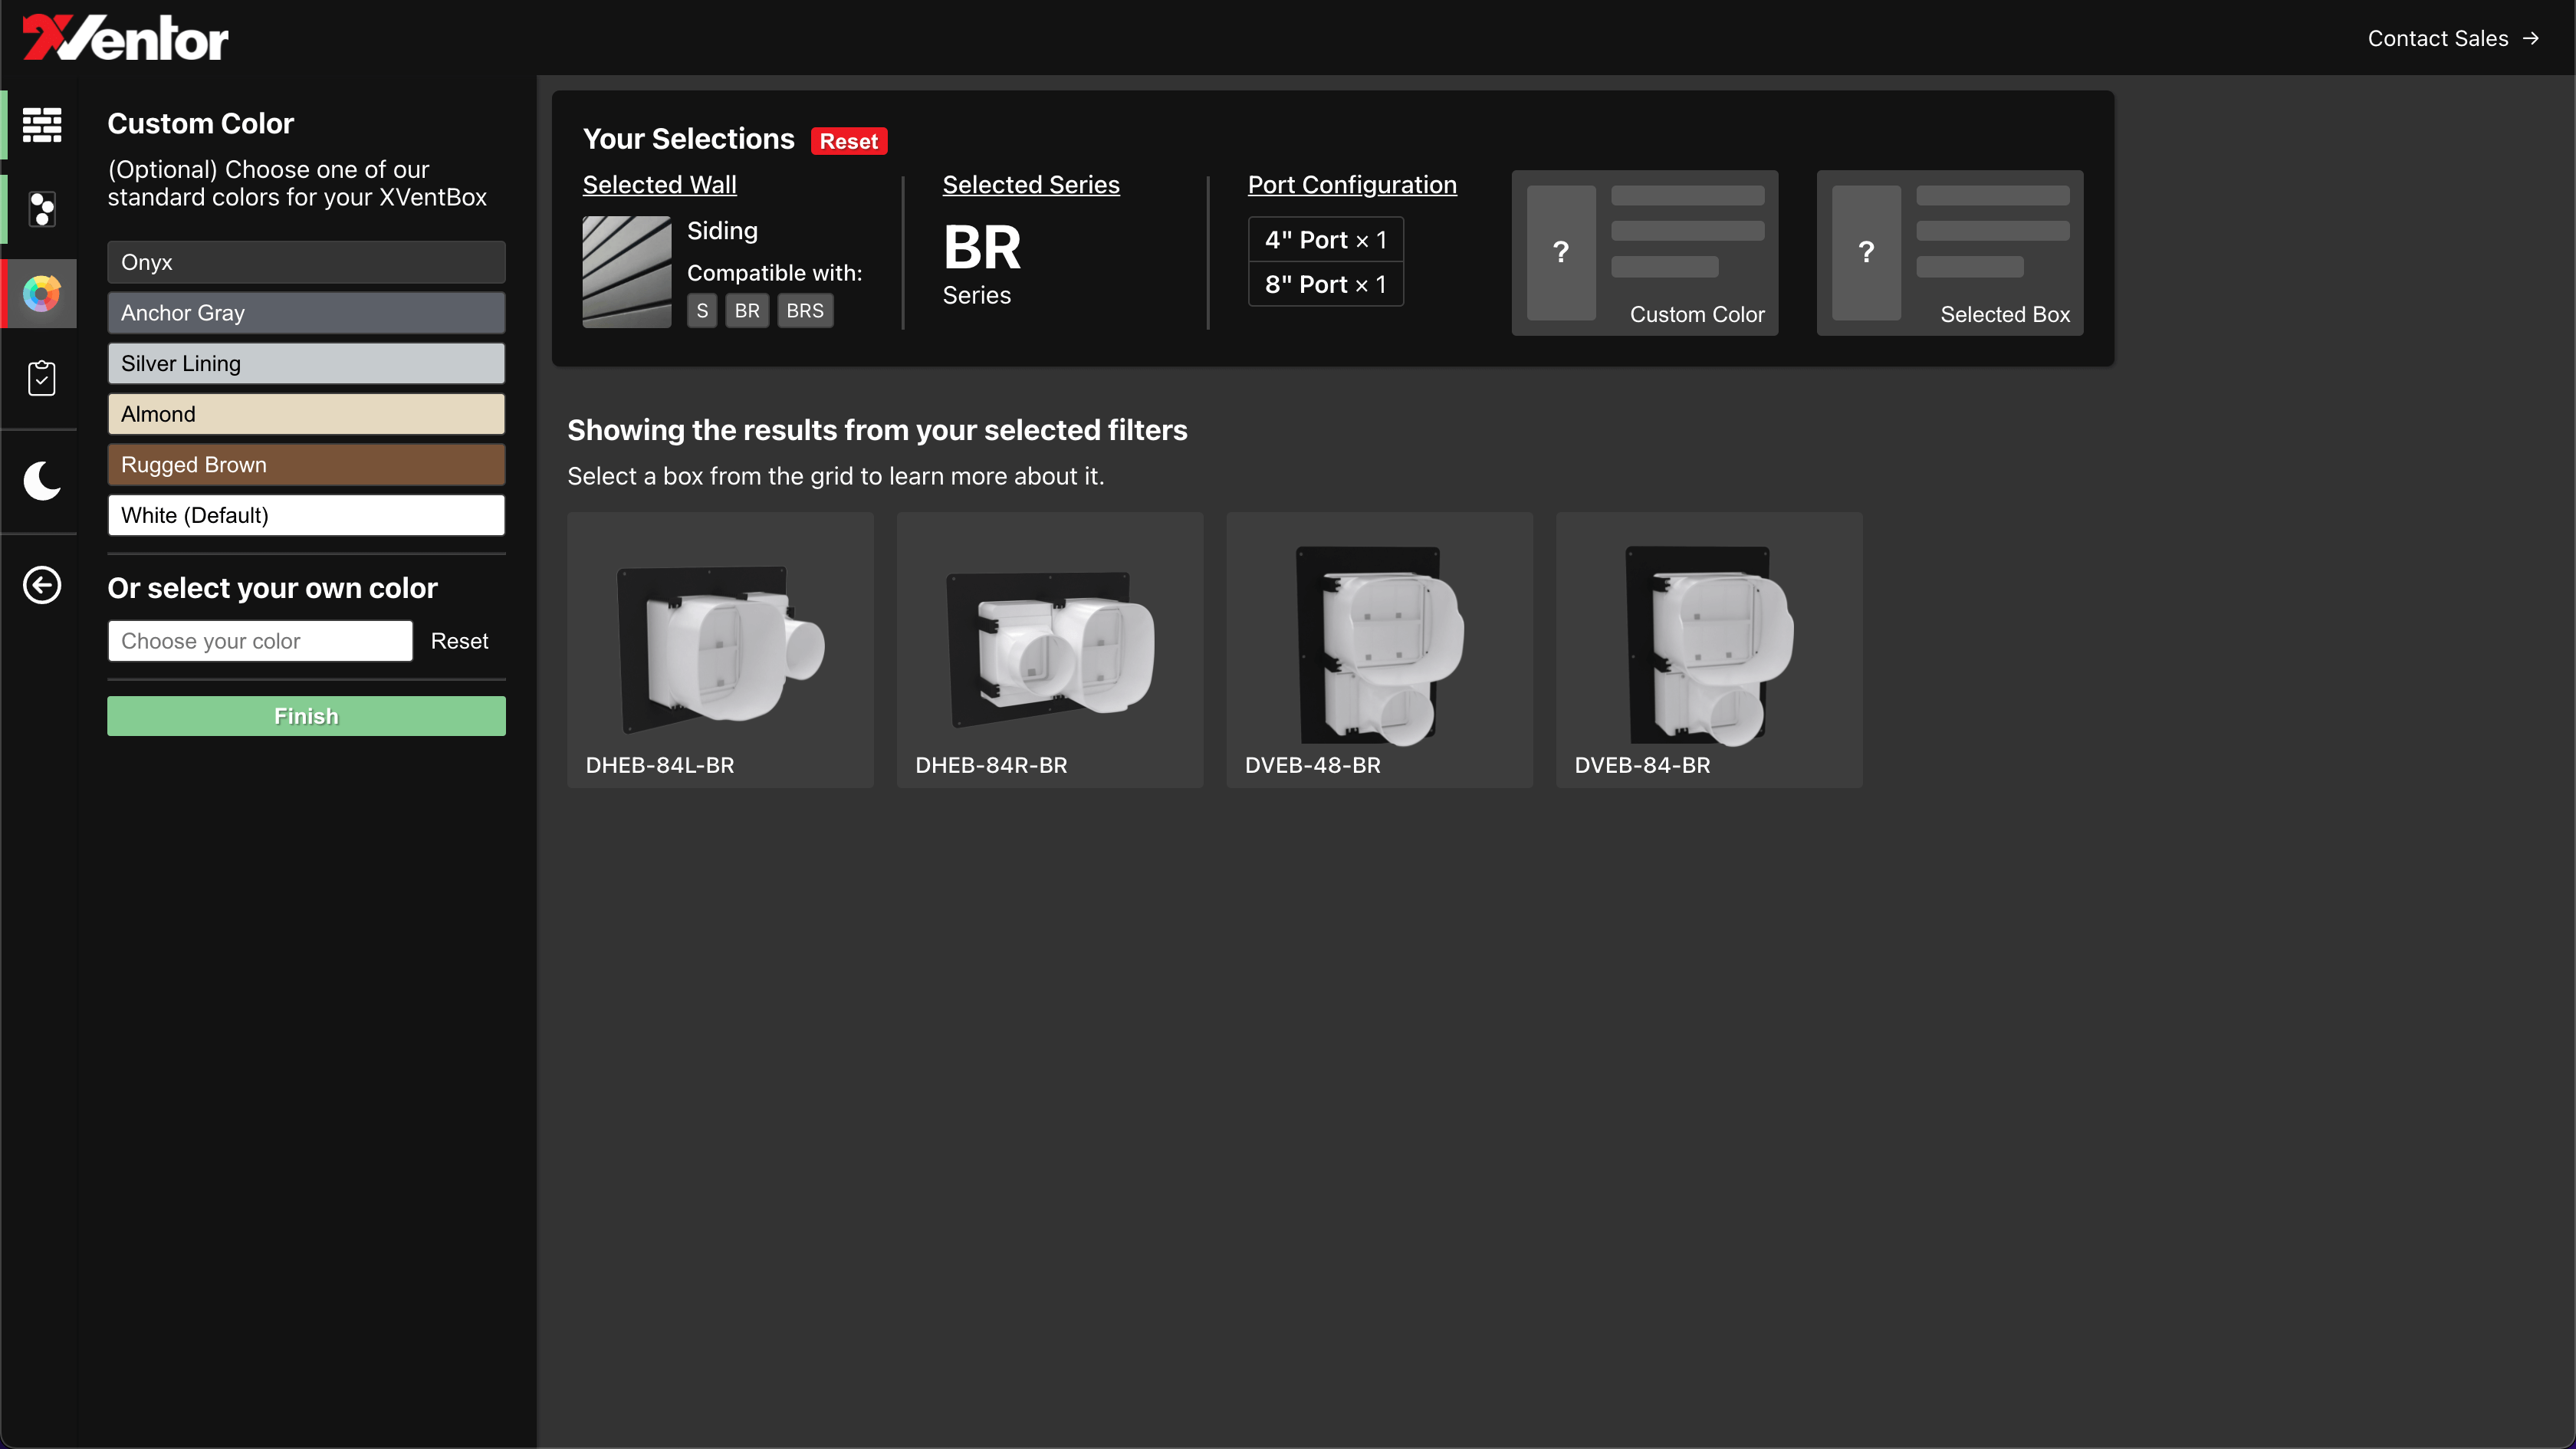 XVentor
Contact Sales →
Custom Color
(Optional) Choose one of our
standard colors for your XVentBox
Onyx
Anchor Gray
Silver Lining
Almond
Rugged Brown
White (Default)
Or select your own color
Choose your color
Reset
Finish
Your Selections
Reset
Selected Wall
Siding
Compatible with:
S
BR
BRS
Selected Series
BR
Series
Port Configuration
4" Port × 1
8" Port × 1
?
Custom Color
?
Selected Box
Showing the results from your selected filters
Select a box from the grid to learn more about it.
DHEB-84L-BR
DHEB-84R-BR
DVEB-48-BR
DVEB-84-BR